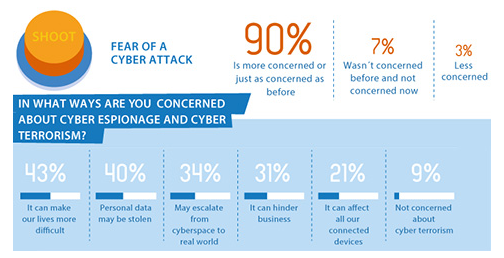 SHOOT
FEAR OF A
CYBER ATTACK
90%
Is more concerned or
just as concerned as
before
7%
Wasn´t concerned
before and not
concerned now
3%
Less
concerned
IN WHAT WAYS ARE YOU CONCERNED
ABOUT CYBER ESPIONAGE AND CYBER
TERRORISM?
43%
It can make
our lives more
difficult
40%
Personal data
may be stolen
34%
May escalate
from
cyberspace to
real world
31%
It can hinder
business
21%
It can affect
all our
connected
devices
9%
Not concerned
about
cyber terrorism